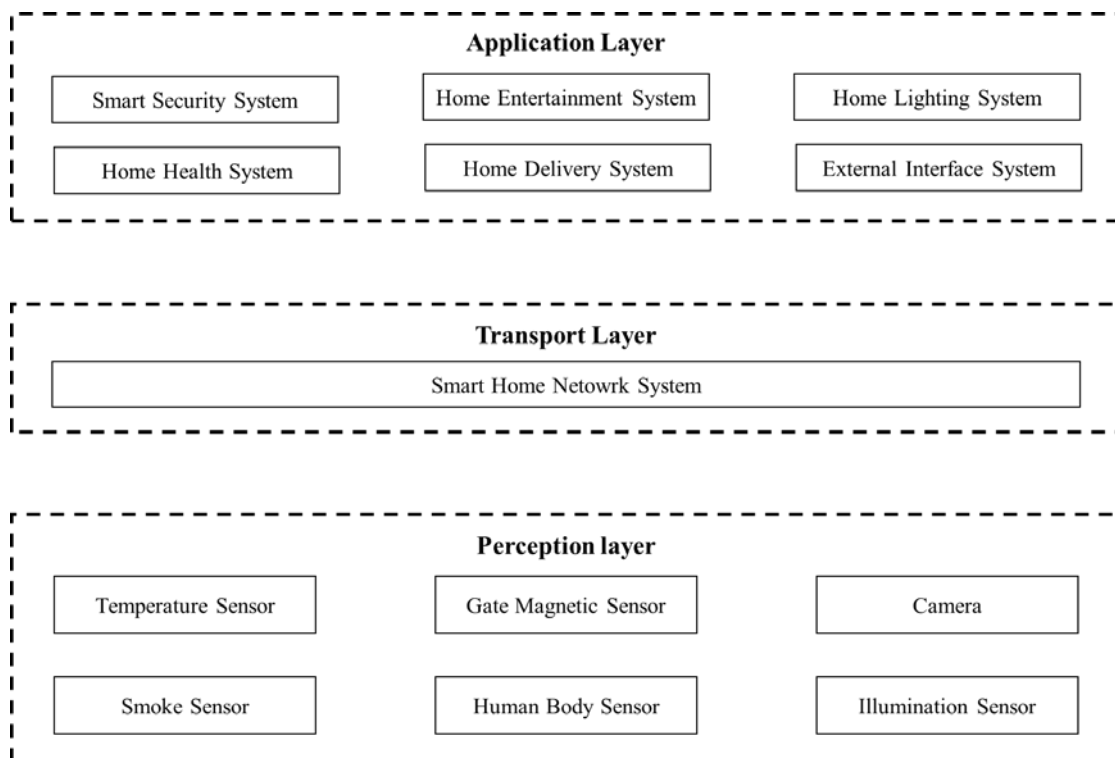 Application Layer
Smart Security System
Home Entertainment System
Home Lighting System
Home Health System
Home Delivery System
External Interface System
Transport Layer
Smart Home Netowrk System
Perception layer
Temperature Sensor
Gate Magnetic Sensor
Camera
Smoke Sensor
Human Body Sensor
Illumination Sensor